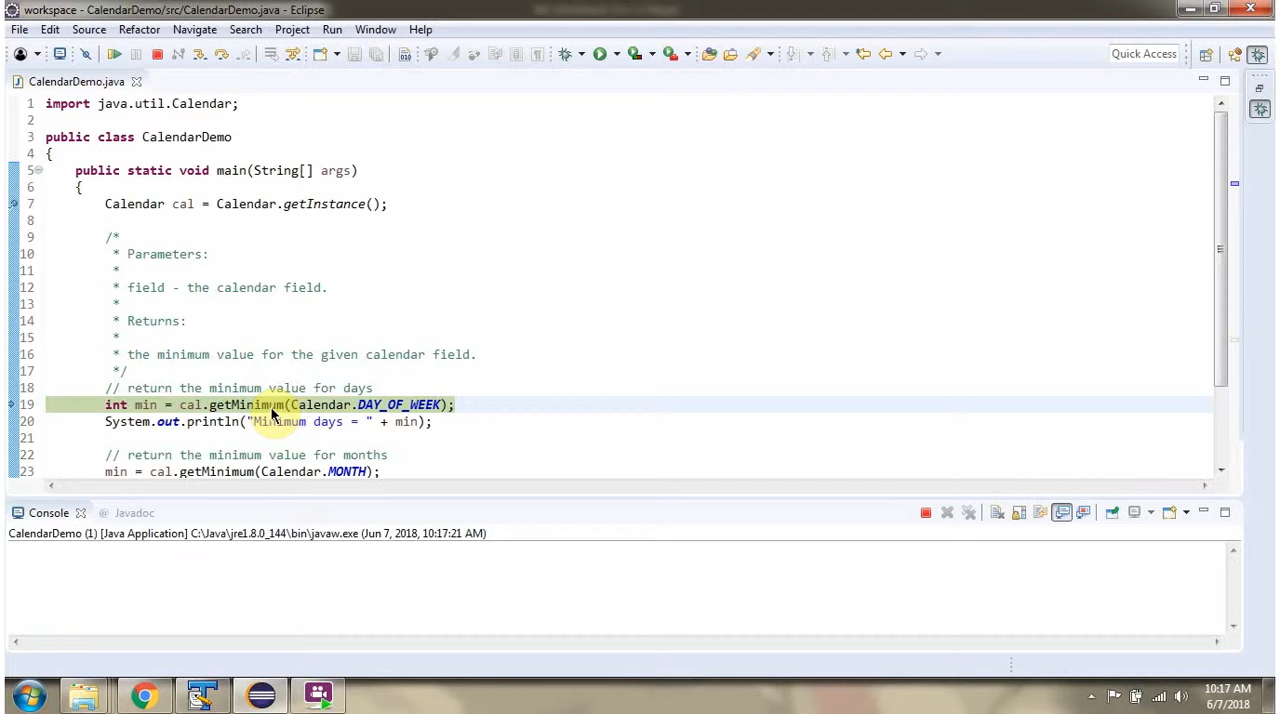 workspace - CalendarDemo/src/CalendarDemo.java - Eclipse
File Edit Source Refactor Navigate Search Project Run Window Help
Quick Access
CalendarDemo.java
1 import java.util.Calendar;
2
3 public class CalendarDemo
4 {
5 public static void main(String[] args)
6 {
7 Calendar cal = Calendar.getInstance();
8
9 /*
10 * Parameters:
11 *
12 * field - the calendar field.
13 *
14 * Returns:
15 *
16 * the minimum value for the given calendar field.
17 */
18 // return the minimum value for days
19 int min = cal.getMinimum(Calendar.DAY_OF_WEEK);
20 System.out.println("Minimum days = " + min);
21
22 // return the minimum value for months
23 min = cal.getMinimum(Calendar.MONTH);
Console Javadoc
CalendarDemo (1) [Java Application] C:\Java\jre1.8.0_144\bin\javaw.exe (Jun 7, 2018, 10:17:21 AM)
10:17 AM
6/7/2018